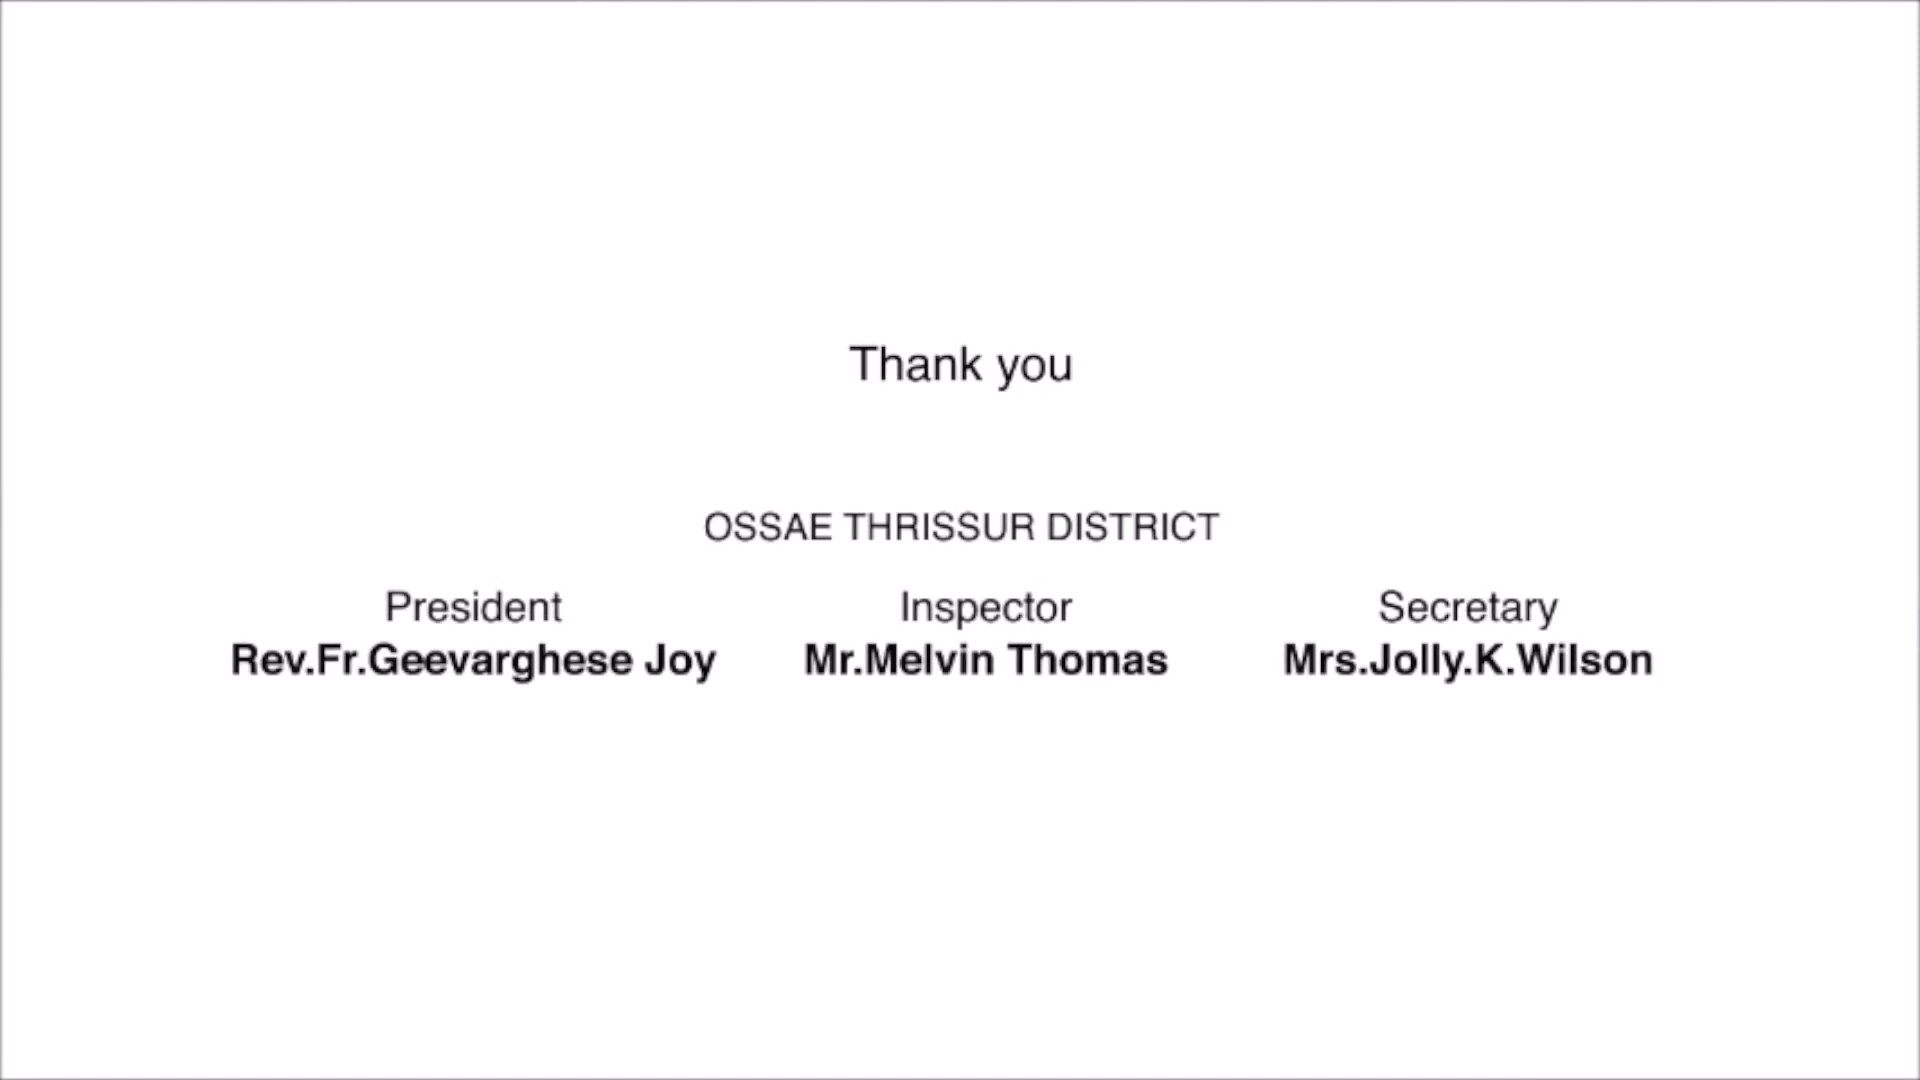 Thank you
OSSAE THRISSUR DISTRICT
President Inspector Secretary
Rev.Fr.Geevarghese Joy Mr.Melvin Thomas Mrs.Jolly.K.Wilson